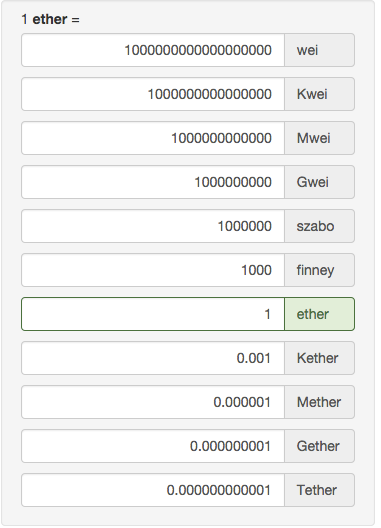 1 ether =
1000000000000000000 wei
1000000000000000 Kwei
1000000000000 Mwei
1000000000 Gwei
1000000 szabo
1000 finney
1 ether
0.001 Kether
0.000001 Mether
0.000000001 Gether
0.000000000001 Tether